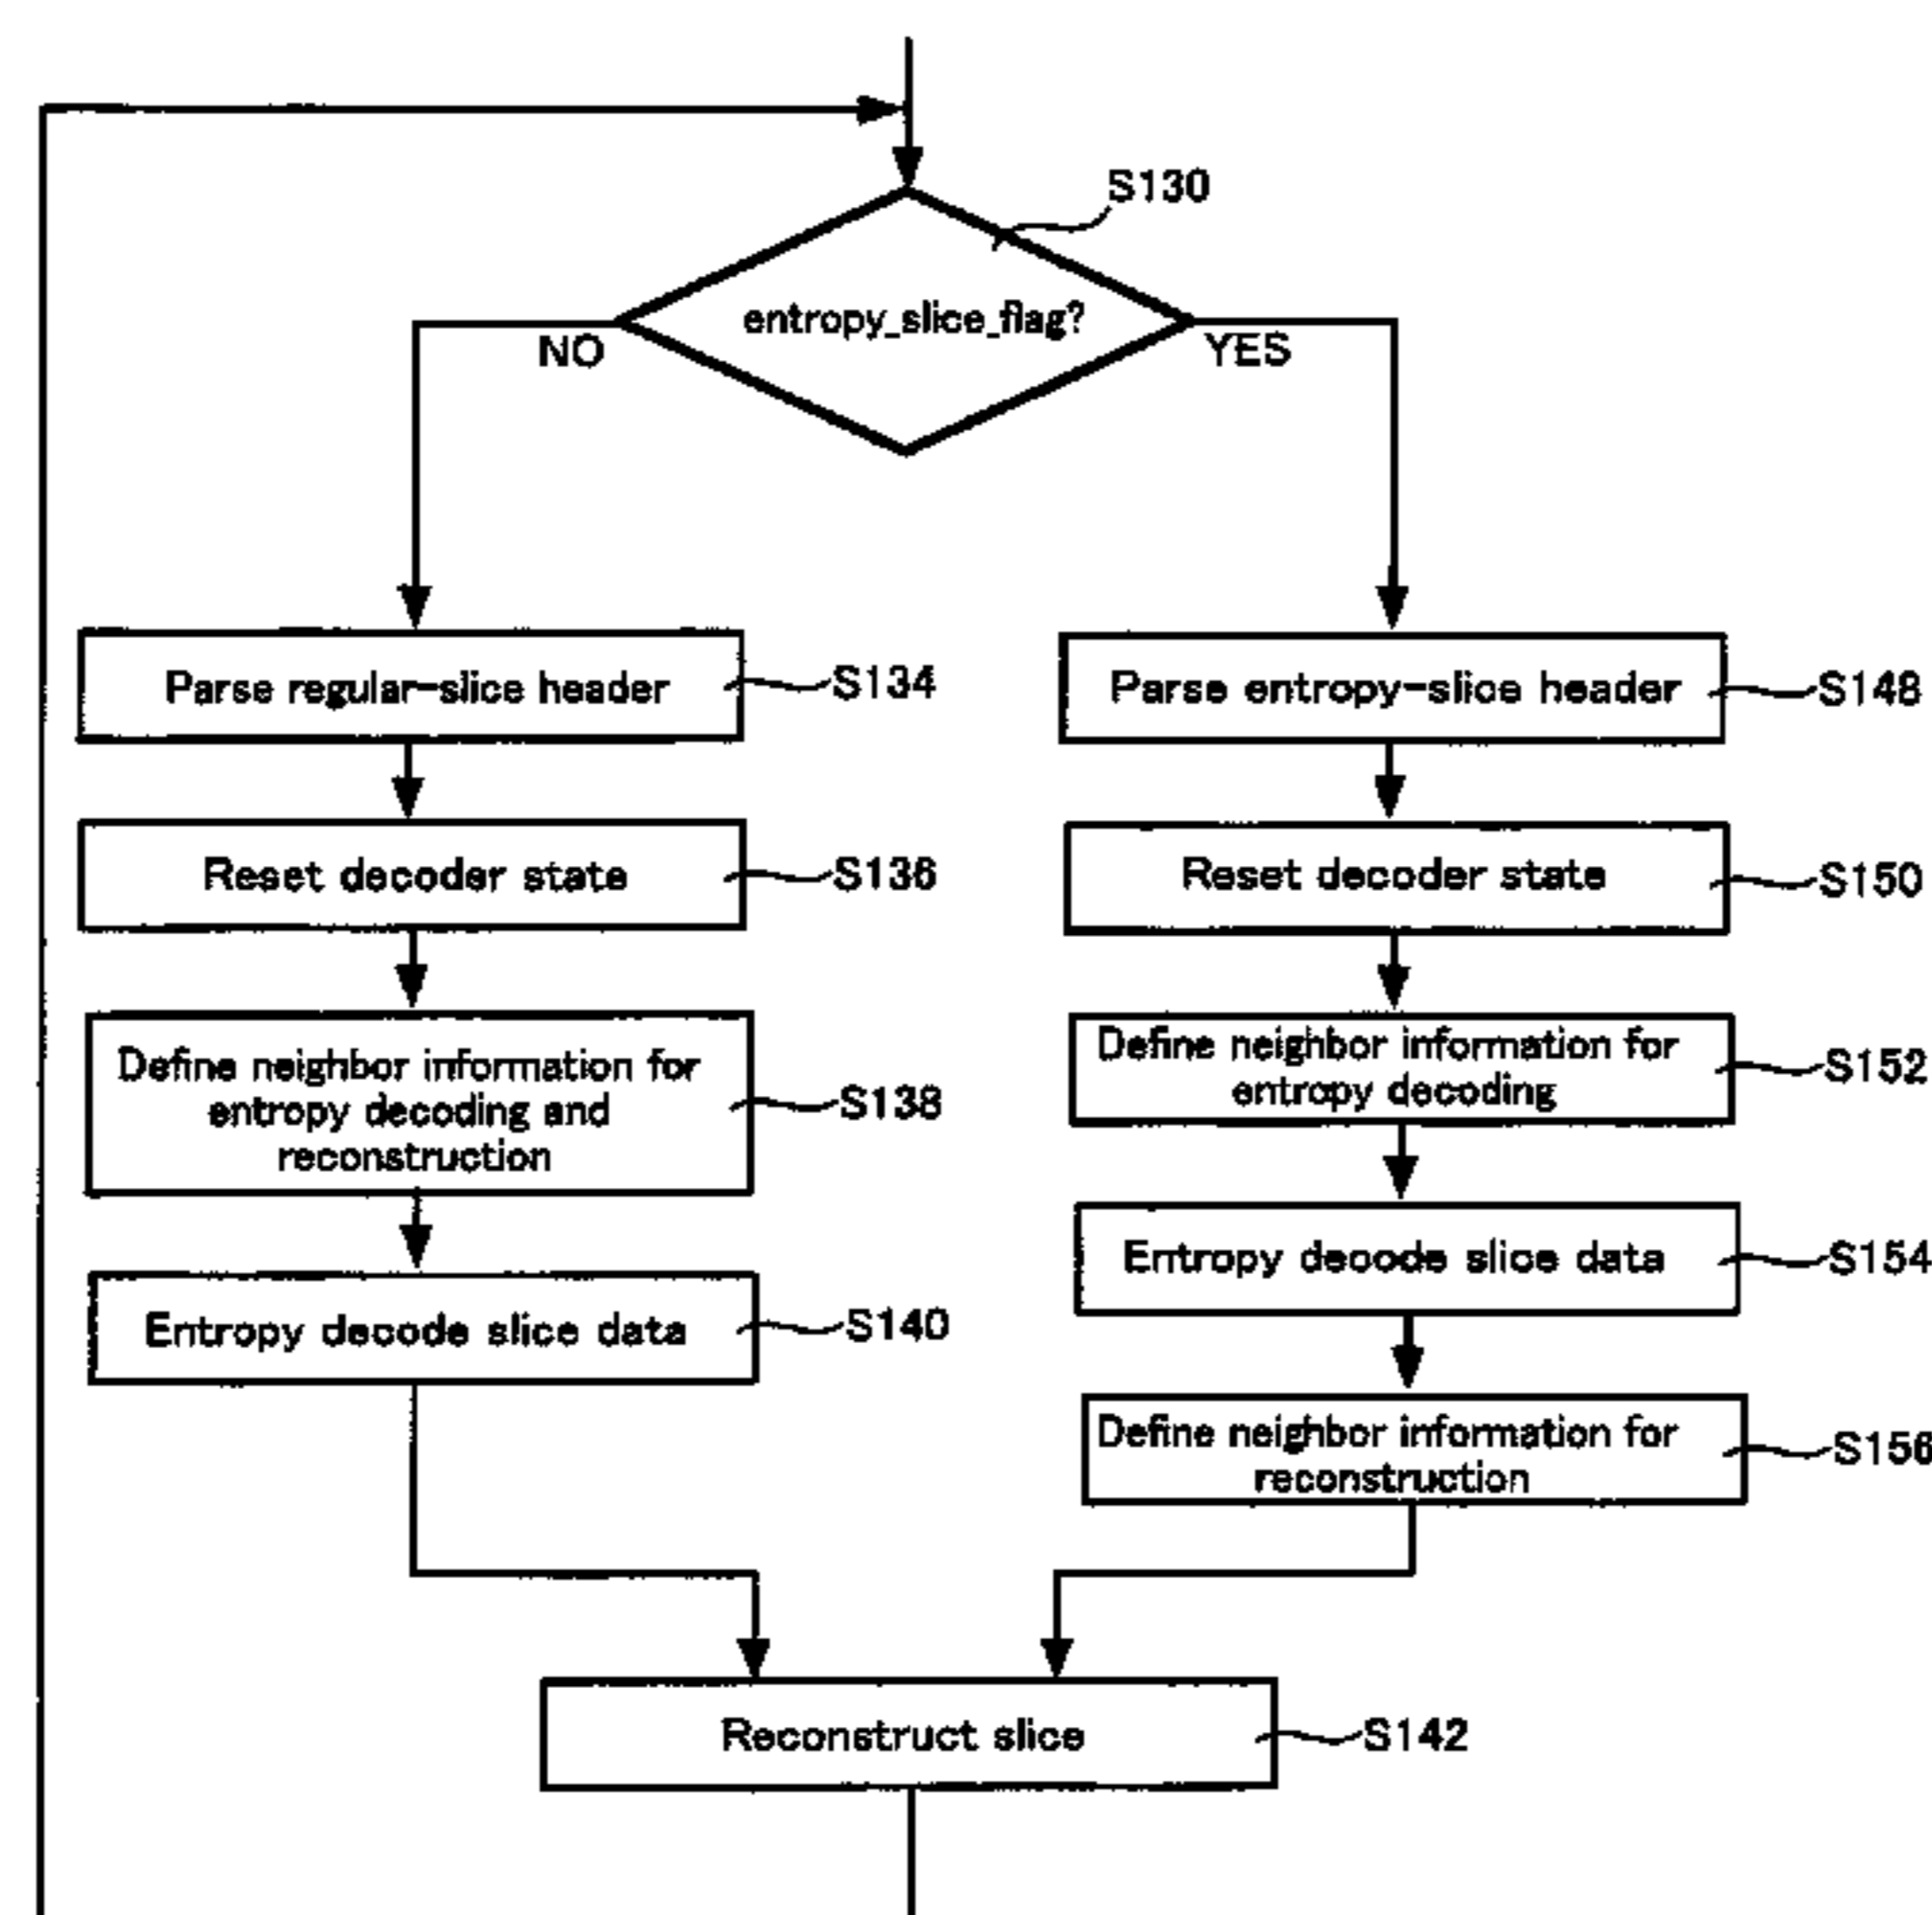 S130
entropy_slice_flag?
NO
YES
Parse regular-slice header
S134
Parse entropy-slice header
S148
Reset decoder state
S136
Reset decoder state
S150
Define neighbor information for
entropy decoding and
reconstruction
S138
Define neighbor information for
entropy decoding
S152
Entropy decode slice data
S140
Entropy decode slice data
S154
Define neighbor information for
reconstruction
S156
Reconstruct slice
S142